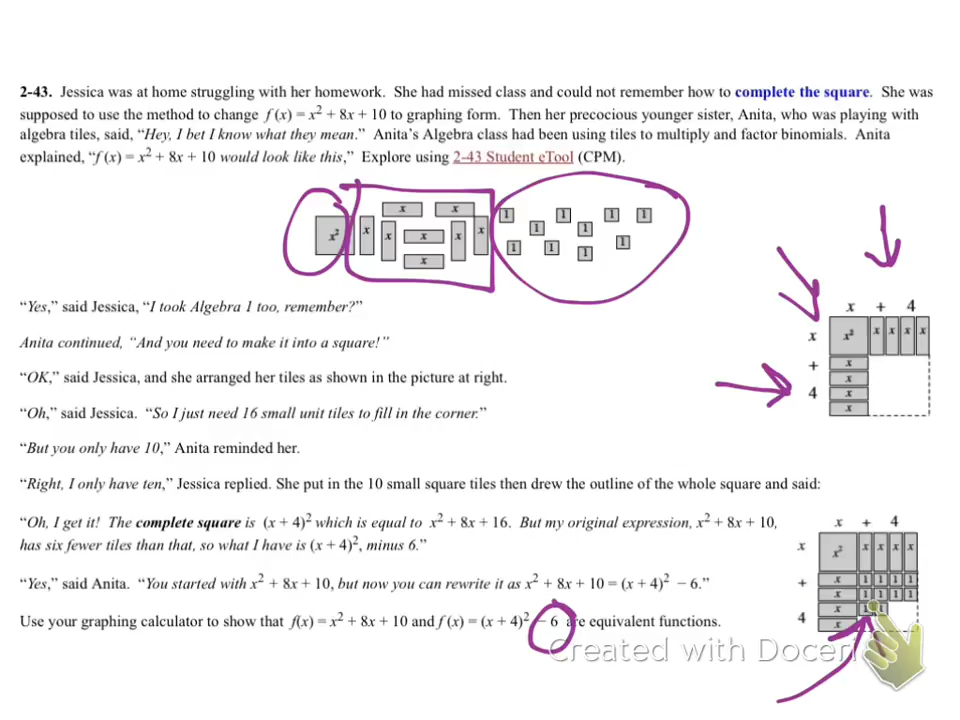 2-43. Jessica was at home struggling with her homework. She had missed class and could not remember how to complete the square. She was
supposed to use the method to change f (x) = x² + 8x + 10 to graphing form. Then her precocious younger sister, Anita, who was playing with
algebra tiles, said, “Hey, I bet I know what they mean.” Anita’s Algebra class had been using tiles to multiply and factor binomials. Anita
explained, “f (x) = x² + 8x + 10 would look like this,” Explore using 2-43 Student eTool (CPM).
x x 1 1 1 1
x² x x x x x 1 1 1
x 1 1 1
“Yes,” said Jessica, “I took Algebra 1 too, remember?”
x + 4
x x² x x x x
Anita continued, “And you need to make it into a square!”
+ x
“OK,” said Jessica, and she arranged her tiles as shown in the picture at right.
x
4 x
x
“Oh,” said Jessica. “So I just need 16 small unit tiles to fill in the corner.”
“But you only have 10,” Anita reminded her.
“Right, I only have ten,” Jessica replied. She put in the 10 small square tiles then drew the outline of the whole square and said:
“Oh, I get it! The complete square is (x + 4)² which is equal to x² + 8x + 16. But my original expression, x² + 8x + 10,
has six fewer tiles than that, so what I have is (x + 4)², minus 6.”
x + 4
x x² x x x x
“Yes,” said Anita. “You started with x² + 8x + 10, but now you can rewrite it as x² + 8x + 10 = (x + 4)² − 6.”
+ x 1 1 1 1
x 1 1 1 1
x 1 1
4 x
Use your graphing calculator to show that f(x) = x² + 8x + 10 and f (x) = (x + 4)² − 6 are equivalent functions.
Created with Doceri